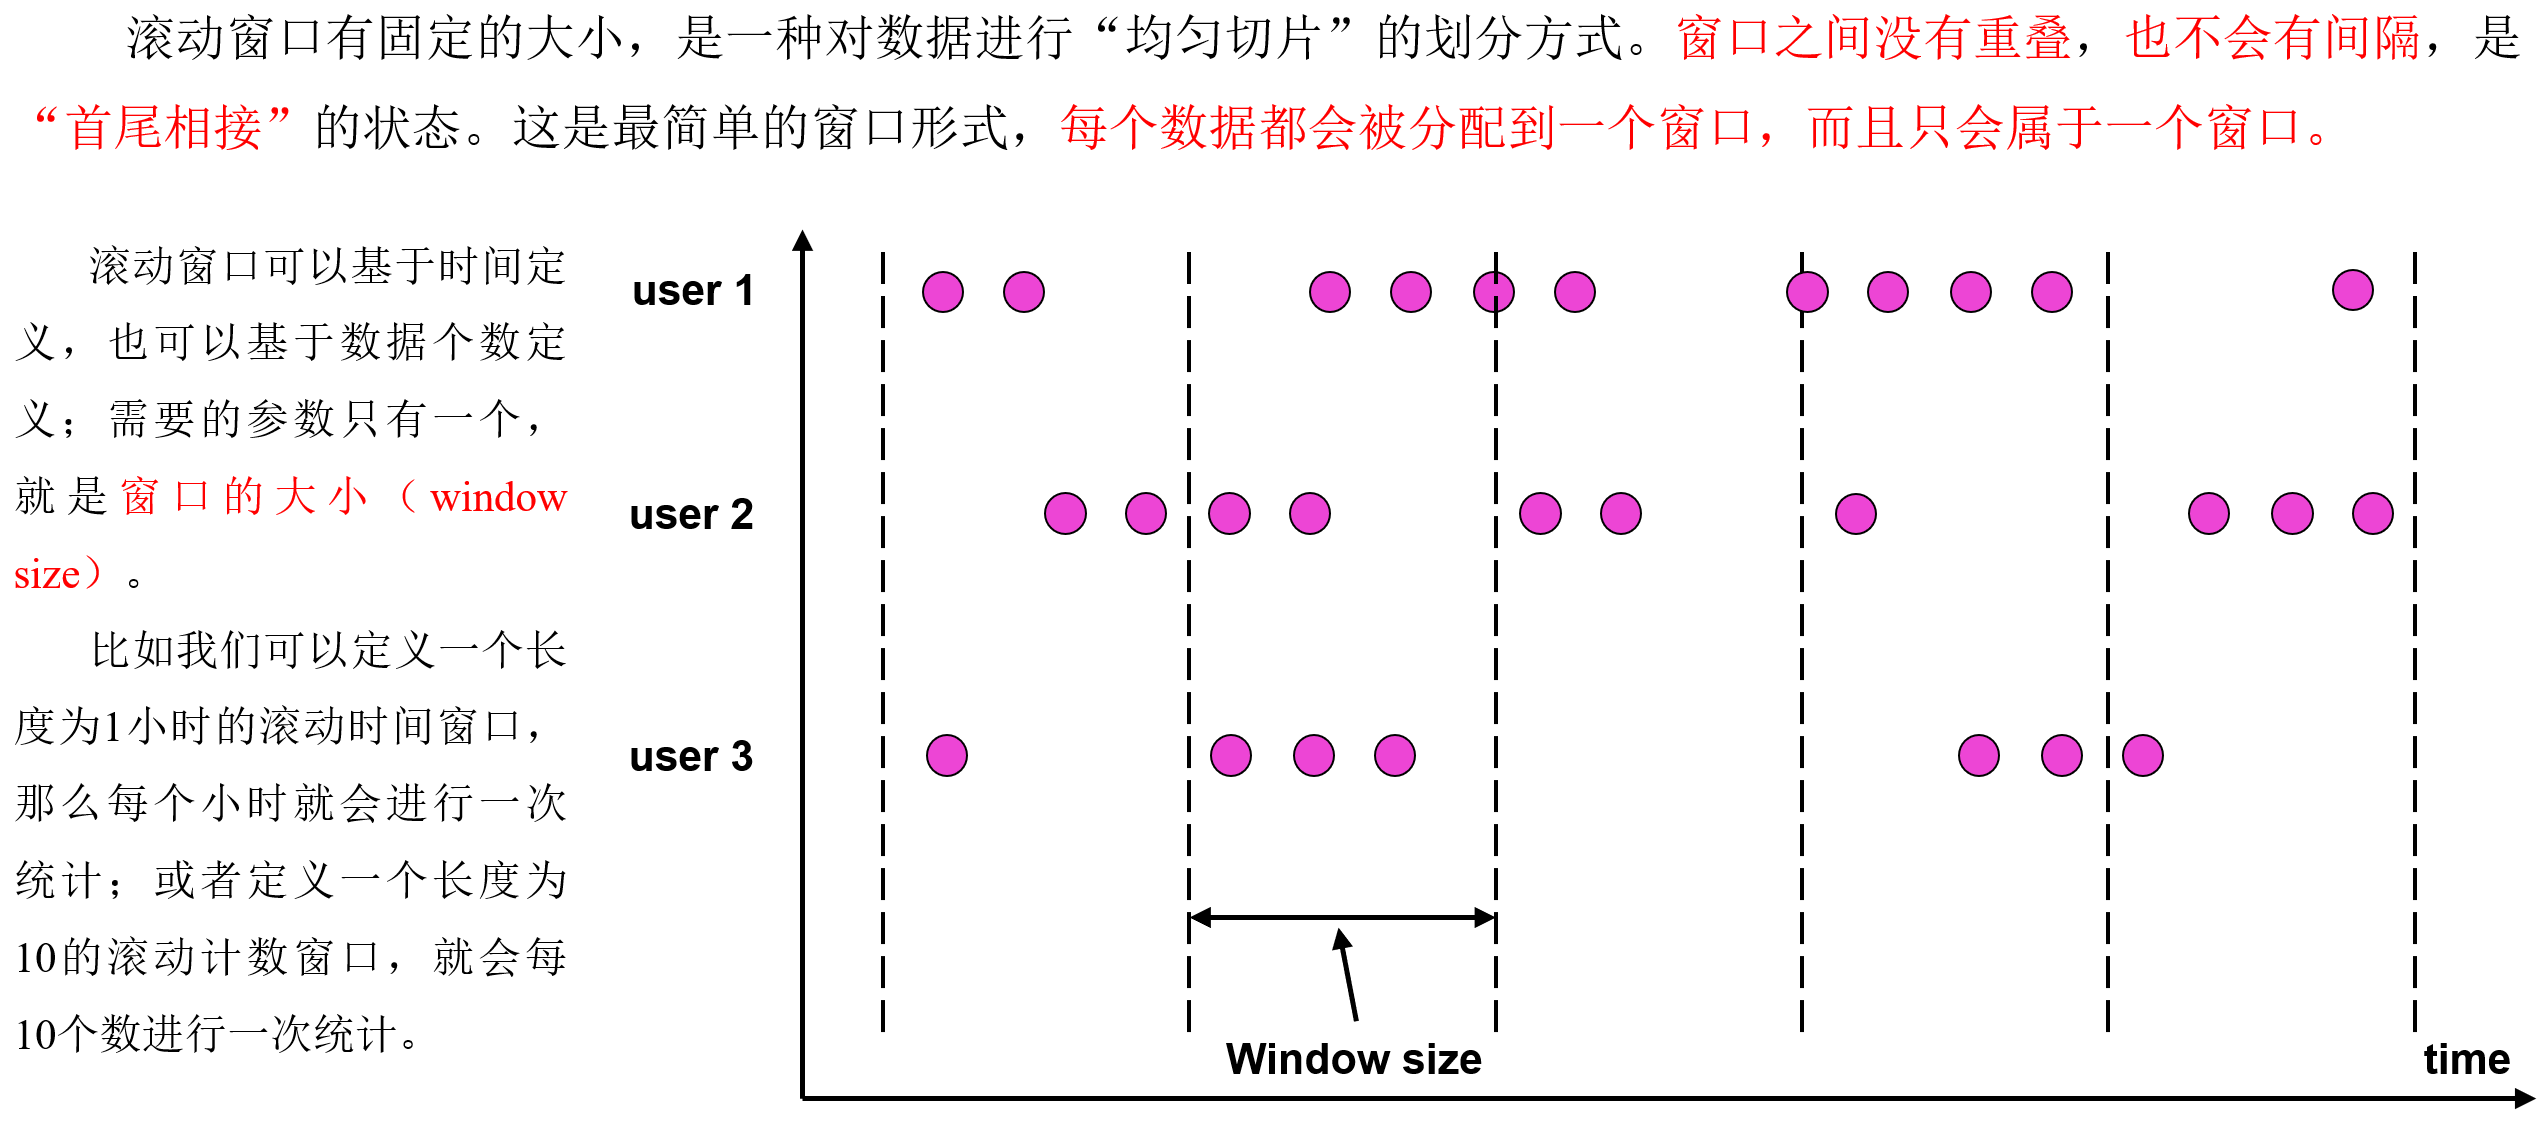 滚动窗口有固定的大小，是一种对数据进行“均匀切片”的划分方式。窗口之间没有重叠，也不会有间隔，是
“首尾相接”的状态。这是最简单的窗口形式，每个数据都会被分配到一个窗口，而且只会属于一个窗口。
滚动窗口可以基于时间定
义，也可以基于数据个数定
义；需要的参数只有一个，
就是窗口的大小（window
size）。
比如我们可以定义一个长
度为1小时的滚动时间窗口，
那么每个小时就会进行一次
统计；或者定义一个长度为
10的滚动计数窗口，就会每
10个数进行一次统计。
user 1
user 2
user 3
Window size
time